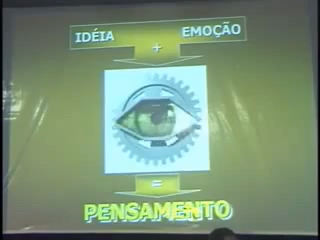 IDÉIA EMOÇÃO
+
=
PENSAMENTO